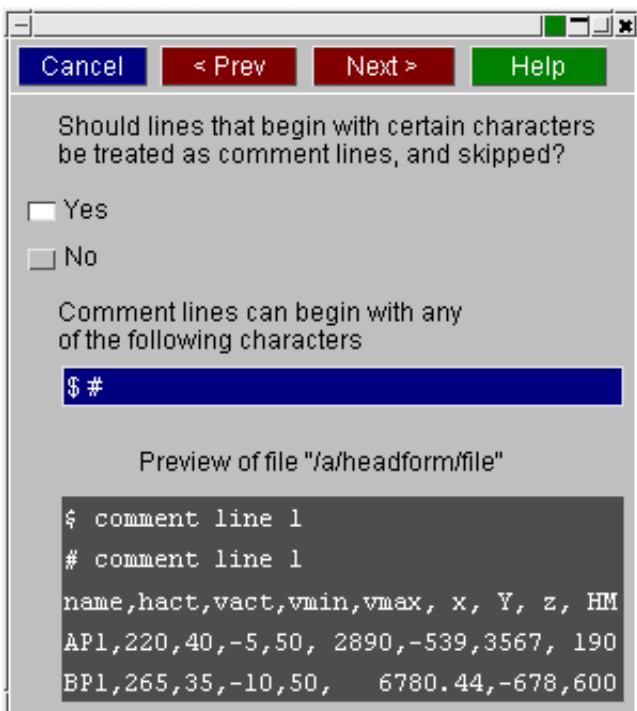 Cancel < Prev Next > Help
Should lines that begin with certain characters
be treated as comment lines, and skipped?
Yes
No
Comment lines can begin with any
of the following characters
$ #
Preview of file "/a/headform/file"
$ comment line 1
# comment line 1
name,hact,vact,vmin,vmax, x, Y, z, HM
AP1,220,40,-5,50, 2890,-539,3567, 190
BP1,265,35,-10,50,   6780.44,-678,600